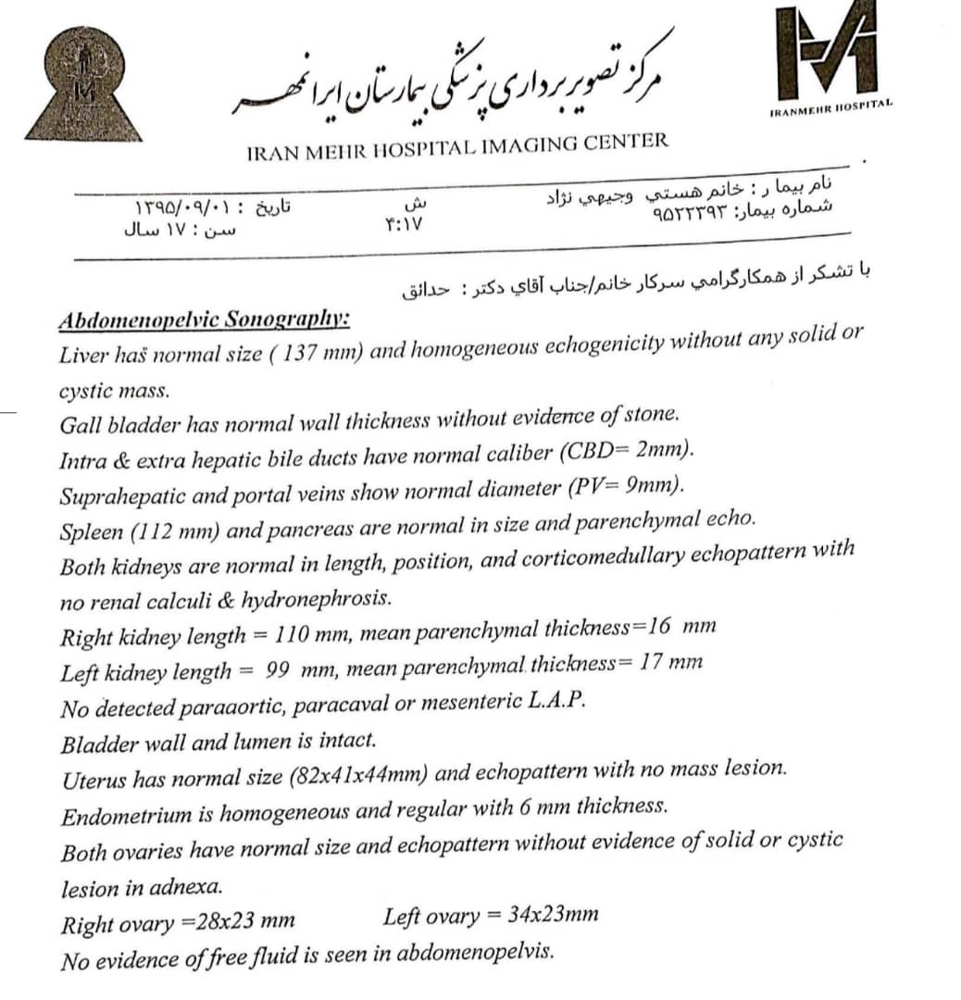 مرکز تصویربرداری پزشکی بیمارستان ایرانمهر
IRANMEHR HOSPITAL
IRAN MEHR HOSPITAL IMAGING CENTER
نام بیمار : خانم هستي وجیهي نژاد
ش
تاریخ : ۱۳۹۵/۰۹/۰۱
شماره بیمار: ۹۵۲۲۳۹۳
۴:۱۷
سن : ۱۷ سال
با تشکر از همکارگرامي سرکار خانم/جناب آقاي دکتر : حدائق
Abdomenopelvic Sonography:
Liver has normal size ( 137 mm) and homogeneous echogenicity without any solid or
cystic mass.
Gall bladder has normal wall thickness without evidence of stone.
Intra & extra hepatic bile ducts have normal caliber (CBD= 2mm).
Suprahepatic and portal veins show normal diameter (PV= 9mm).
Spleen (112 mm) and pancreas are normal in size and parenchymal echo.
Both kidneys are normal in length, position, and corticomedullary echopattern with
no renal calculi & hydronephrosis.
Right kidney length = 110 mm, mean parenchymal thickness=16 mm
Left kidney length = 99 mm, mean parenchymal thickness= 17 mm
No detected paraaortic, paracaval or mesenteric L.A.P.
Bladder wall and lumen is intact.
Uterus has normal size (82x41x44mm) and echopattern with no mass lesion.
Endometrium is homogeneous and regular with 6 mm thickness.
Both ovaries have normal size and echopattern without evidence of solid or cystic
lesion in adnexa.
Right ovary =28x23 mm Left ovary = 34x23mm
No evidence of free fluid is seen in abdomenopelvis.